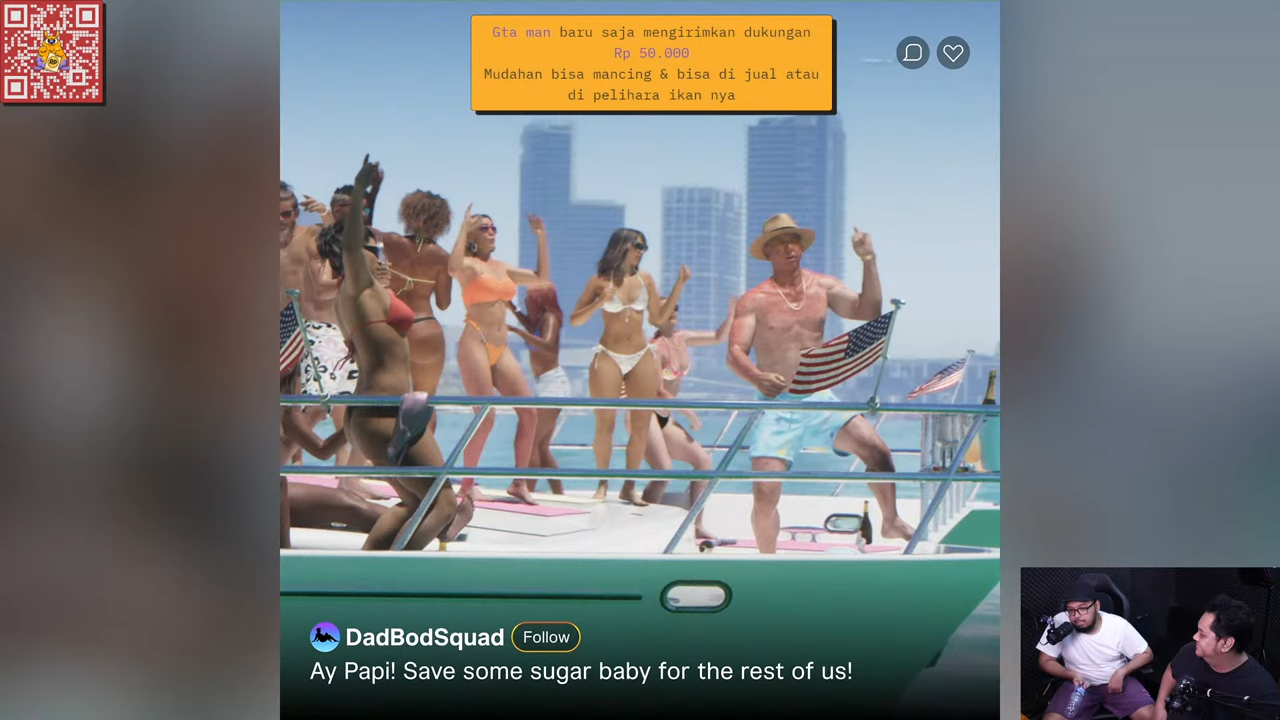 Gta man baru saja mengirimkan dukungan
Rp 50.000
Mudahan bisa mancing & bisa di jual atau
di pelihara ikan nya
DadBodSquad Follow
Ay Papi! Save some sugar baby for the rest of us!